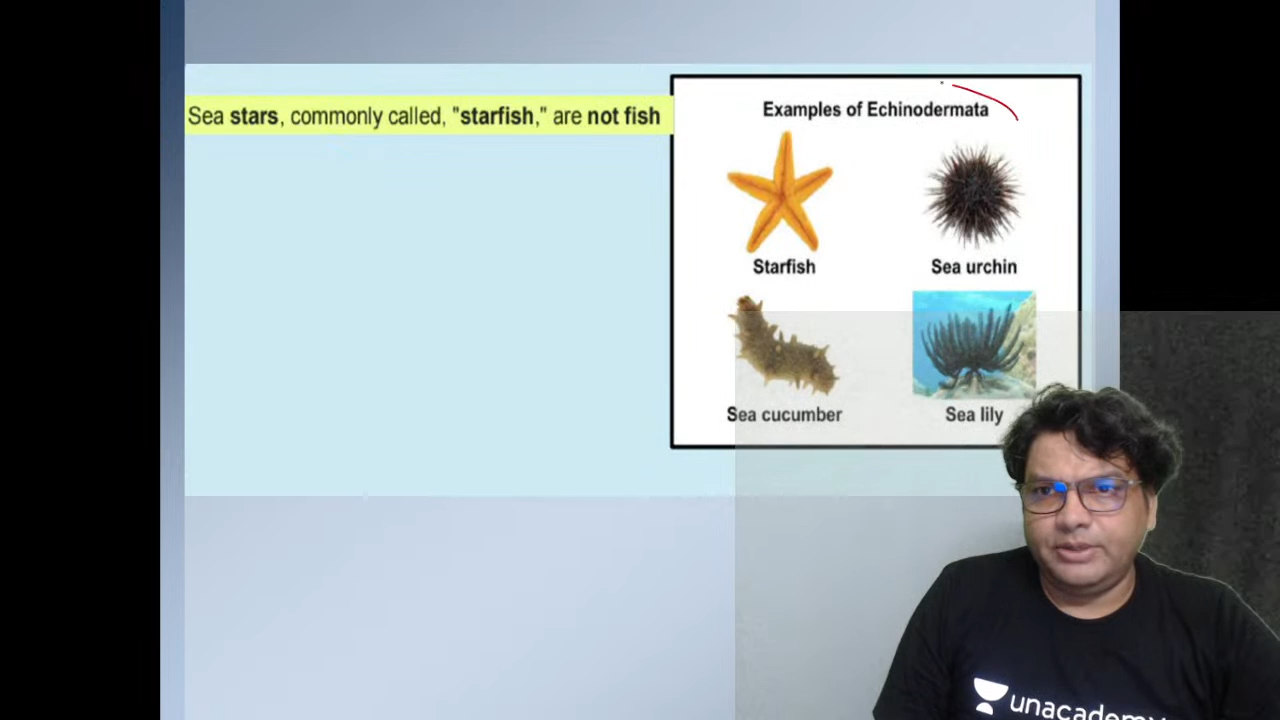 Sea stars, commonly called, "starfish," are not fish
Examples of Echinodermata
Starfish
Sea urchin
Sea cucumber
Sea lily
unacademy